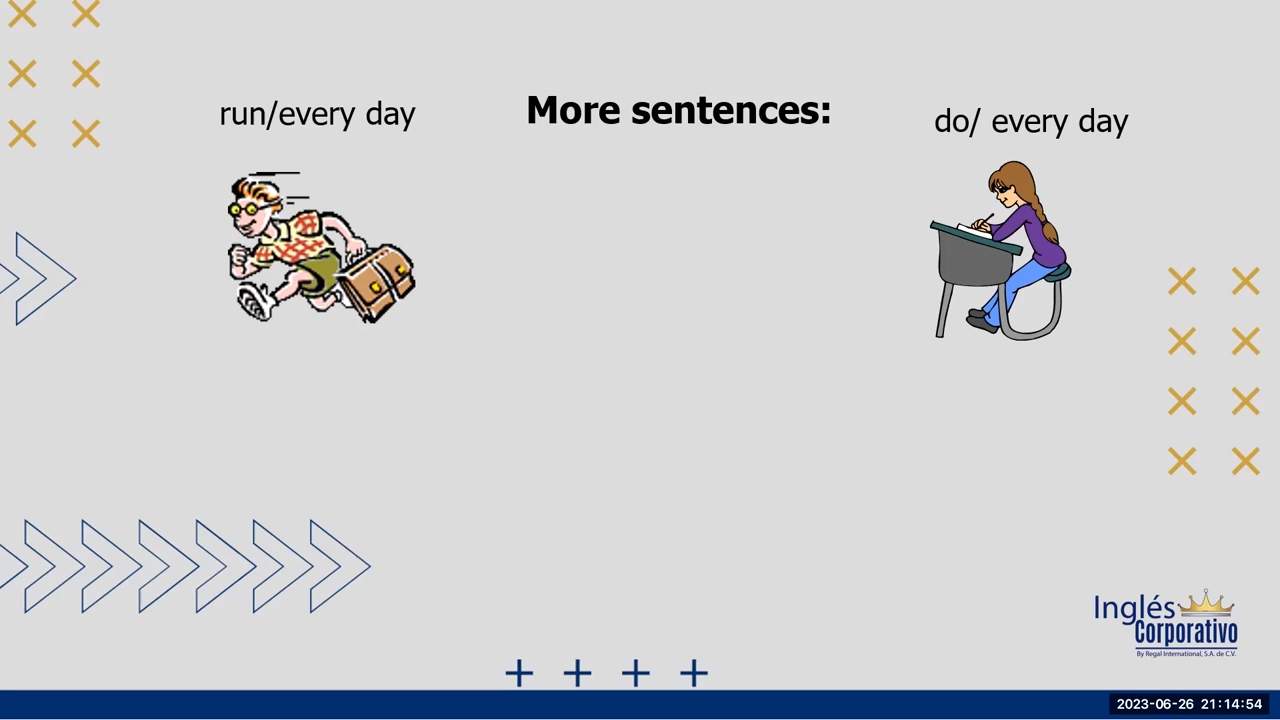 run/every day
More sentences:
do/ every day
Inglés
Corporativo
By Regal International, S.A. de C.V.
2023-06-26 21:14:54